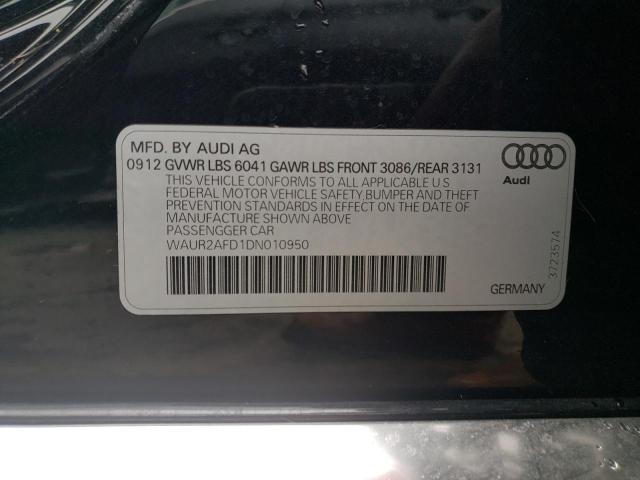 MFD. BY AUDI AG
0912 GVWR LBS 6041 GAWR LBS FRONT 3086/REAR 3131
THIS VEHICLE CONFORMS TO ALL APPLICABLE U S
FEDERAL MOTOR VEHICLE SAFETY BUMPER AND THEFT
PREVENTION STANDARDS IN EFFECT ON THE DATE OF
MANUFACTURE SHOWN ABOVE
PASSENGGER CAR
WAUR2AFD1DN010950
Audi
3723574
GERMANY